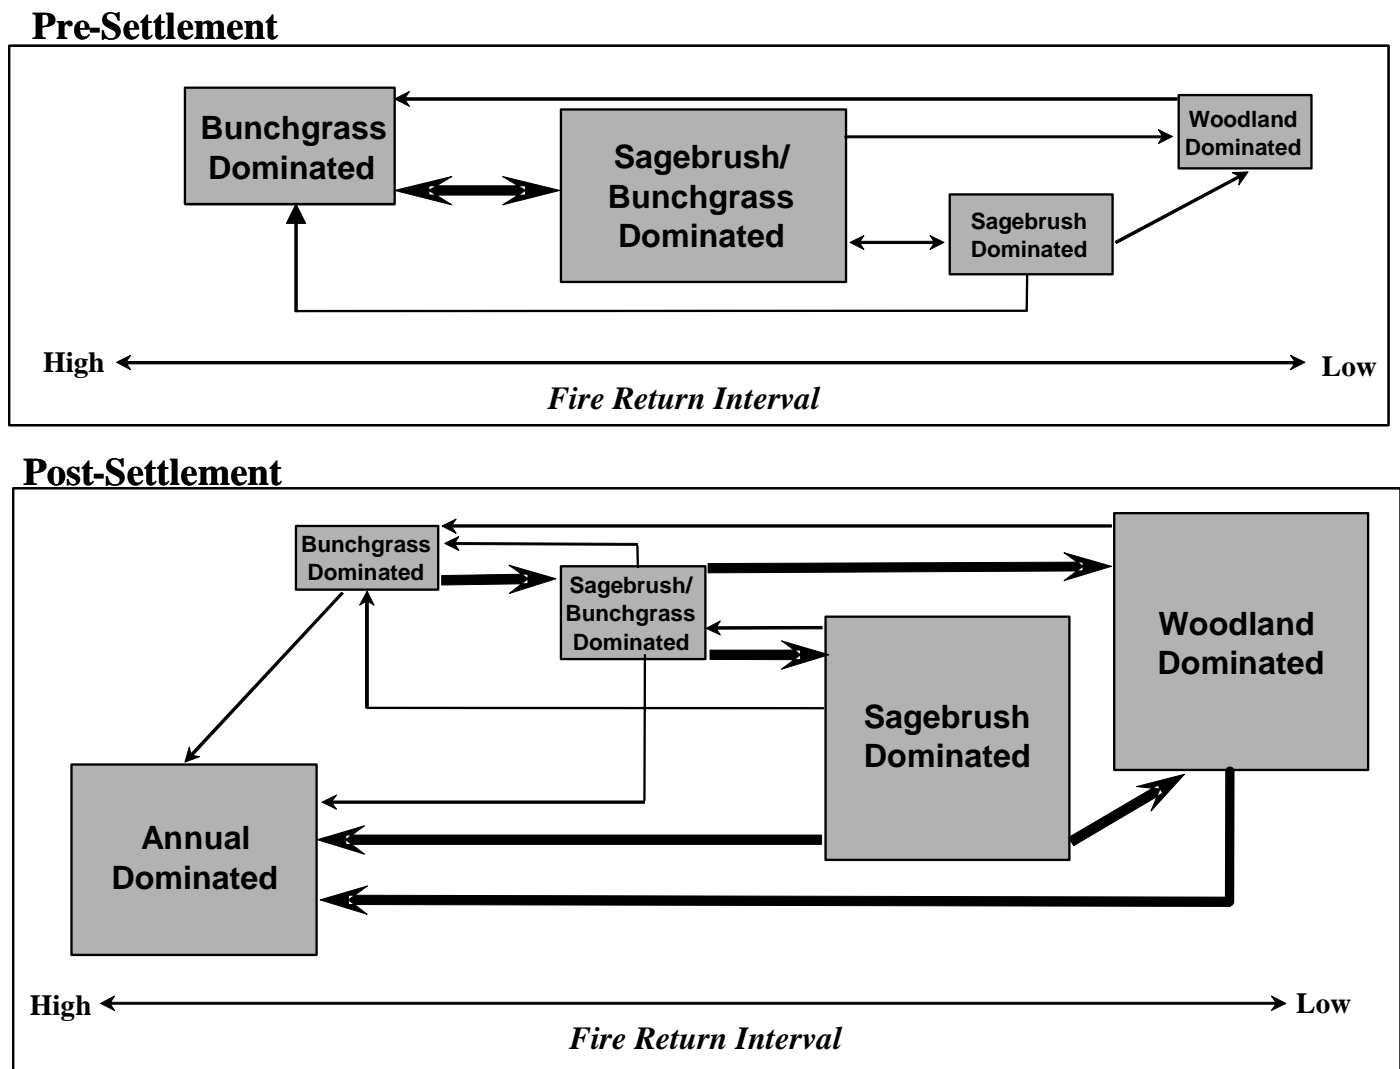 Pre-Settlement
Bunchgrass
Dominated
Sagebrush/
Bunchgrass
Dominated
Woodland
Dominated
Sagebrush
Dominated
High
Low
Fire Return Interval
Post-Settlement
Bunchgrass
Dominated
Sagebrush/
Bunchgrass
Dominated
Woodland
Dominated
Sagebrush
Dominated
Annual
Dominated
High
Low
Fire Return Interval